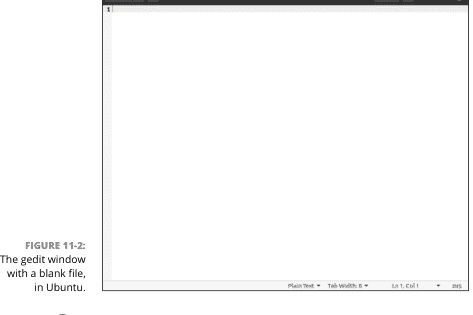 1
FIGURE 11-2:
The gedit window
with a blank file,
in Ubuntu.
Plain Text Tab Width: 8 Ln 1, Col 1 INS